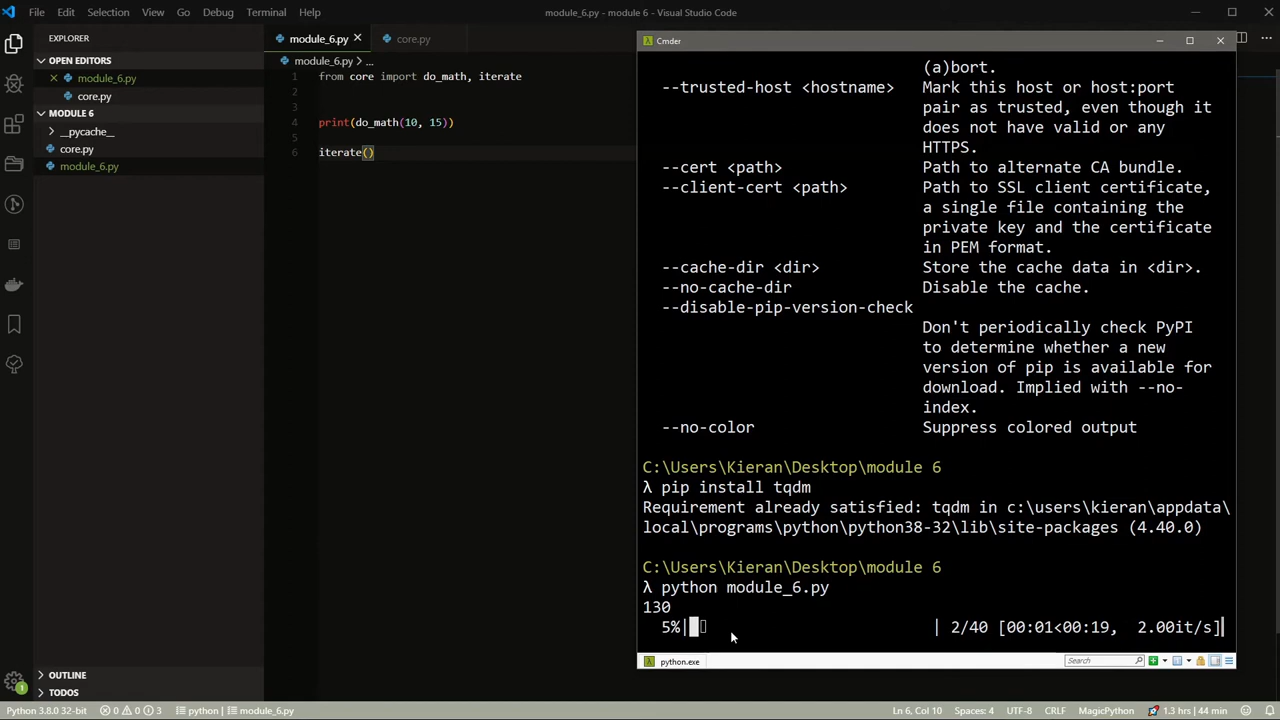 File Edit Selection View Go Debug Terminal Help
module_6.py - module 6 - Visual Studio Code
EXPLORER
OPEN EDITORS
module_6.py
core.py
MODULE 6
__pycache__
core.py
module_6.py
OUTLINE
TODOS
module_6.py core.py
module_6.py > ...
1 from core import do_math, iterate
2
3
4 print(do_math(10, 15))
5
6 iterate()
Cmder
(a)bort.
--trusted-host <hostname> Mark this host or host:port
pair as trusted, even though it
does not have valid or any
HTTPS.
--cert <path> Path to alternate CA bundle.
--client-cert <path> Path to SSL client certificate,
a single file containing the
private key and the certificate
in PEM format.
--cache-dir <dir> Store the cache data in <dir>.
--no-cache-dir Disable the cache.
--disable-pip-version-check
Don't periodically check PyPI
to determine whether a new
version of pip is available for
download. Implied with --no-
index.
--no-color Suppress colored output
C:\Users\Kieran\Desktop\module 6
λ pip install tqdm
Requirement already satisfied: tqdm in c:\users\kieran\appdata\
local\programs\python\python38-32\lib\site-packages (4.40.0)
C:\Users\Kieran\Desktop\module 6
λ python module_6.py
130
5%| | 2/40 [00:01<00:19, 2.00it/s]
python.exe Search
1
Python 3.8.0 32-bit 0 0 3 python | module_6.py Ln 6, Col 10 Spaces: 4 UTF-8 CRLF MagicPython 1.3 hrs | 44 min